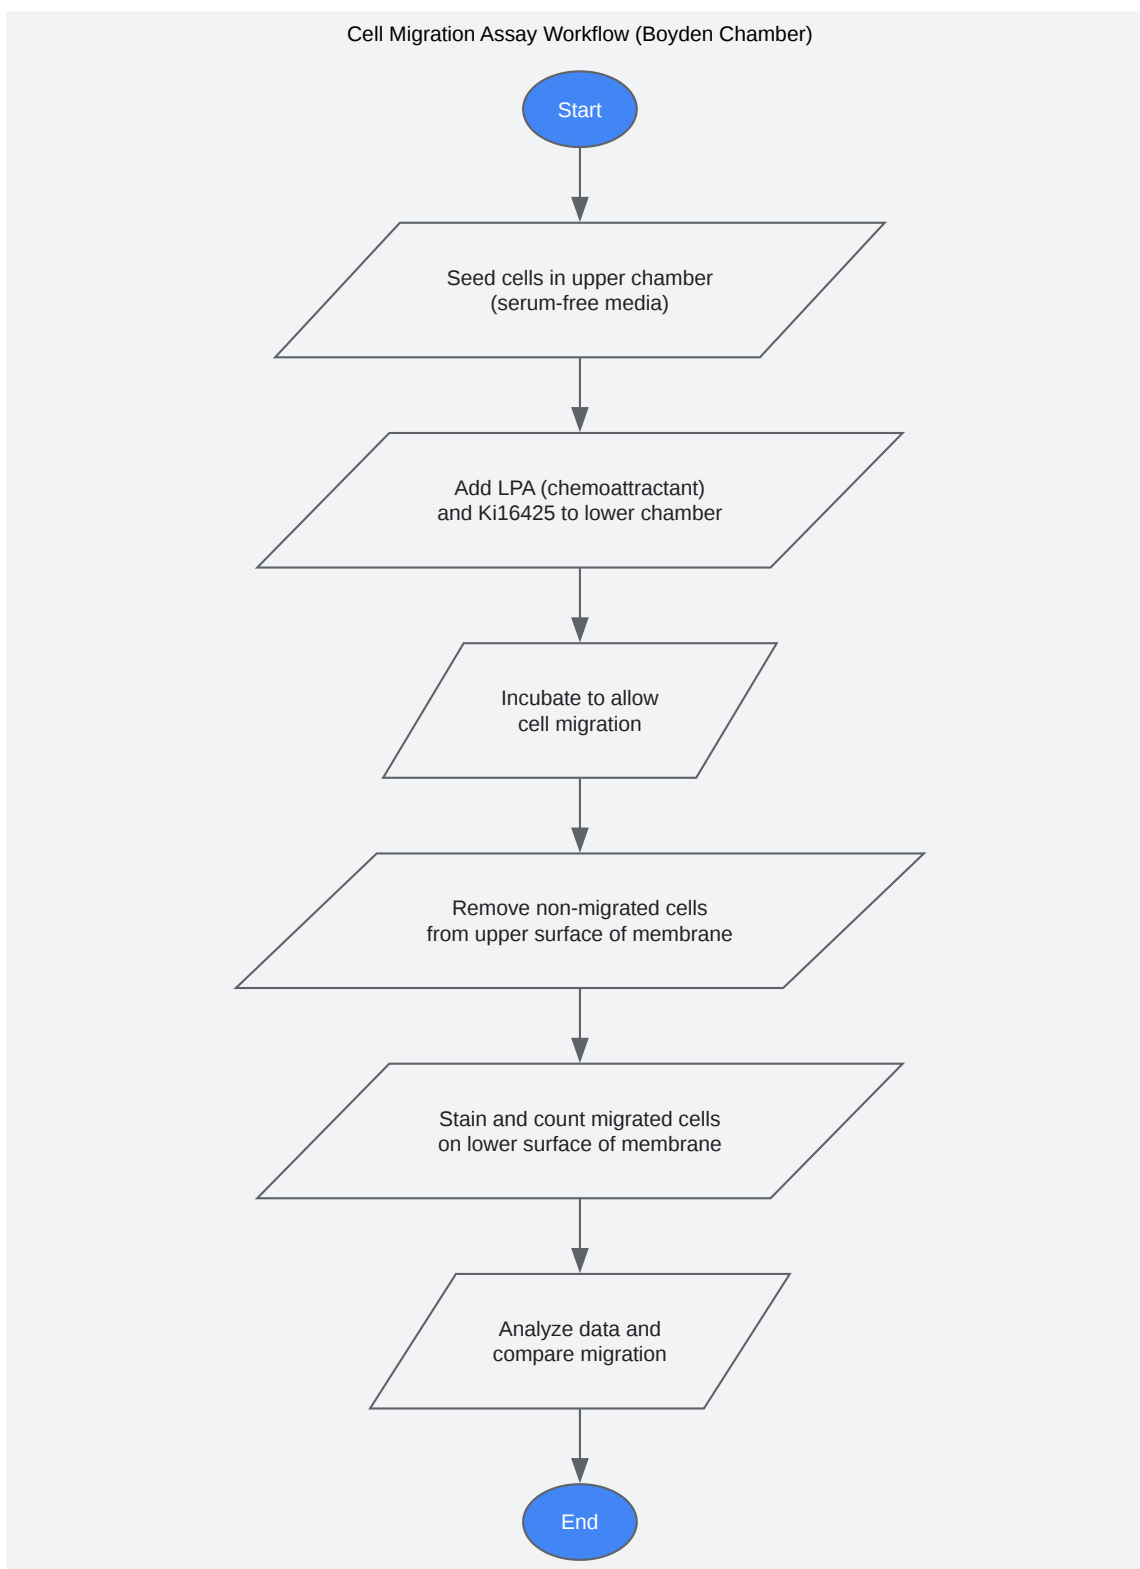 Cell Migration Assay Workflow (Boyden Chamber)
Start
Seed cells in upper chamber
(serum-free media)
Add LPA (chemoattractant)
and Ki16425 to lower chamber
Incubate to allow
cell migration
Remove non-migrated cells
from upper surface of membrane
Stain and count migrated cells
on lower surface of membrane
Analyze data and
compare migration
End